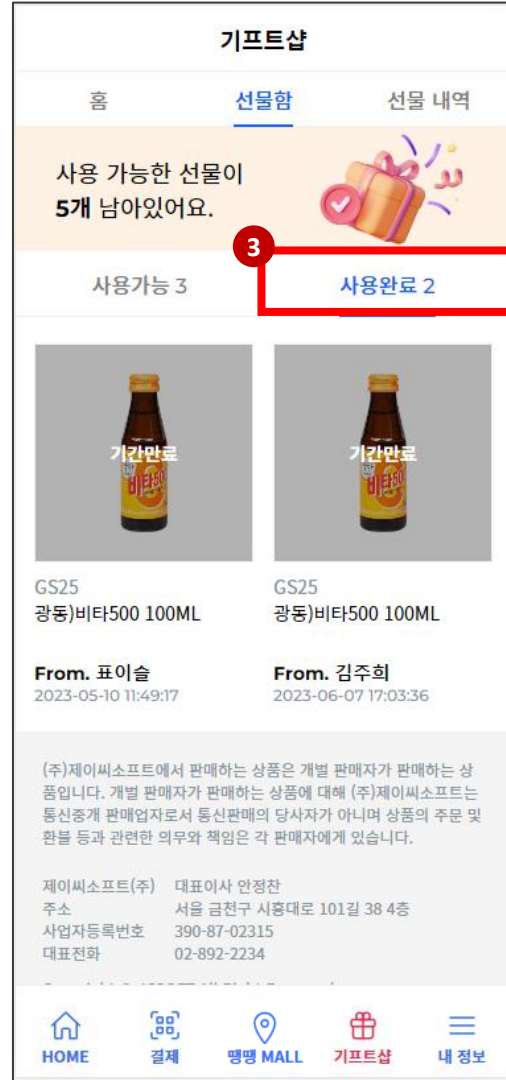 기프트샵
홈 선물함 선물 내역
사용 가능한 선물이
5개 남아있어요.
3
사용가능 3 사용완료 2
기간만료 기간만료
비타500 비타500
GS25 GS25
광동)비타500 100ML 광동)비타500 100ML
From. 표이슬 From. 김주희
2023-05-10 11:49:17 2023-06-07 17:03:36
(주)제이씨소프트에서 판매하는 상품은 개별 판매자가 판매하는 상
품입니다. 개별 판매자가 판매하는 상품에 대해 (주)제이씨소프트는
통신중개 판매업자로서 통신판매의 당사자가 아니며 상품의 주문 및
환불 등과 관련한 의무와 책임은 각 판매자에게 있습니다.
제이씨소프트(주) 대표이사 안정찬
주소 서울 금천구 시흥대로 101길 38 4층
사업자등록번호 390-87-02315
대표전화 02-892-2234
HOME 결제 땡땡 MALL 기프트샵 내 정보